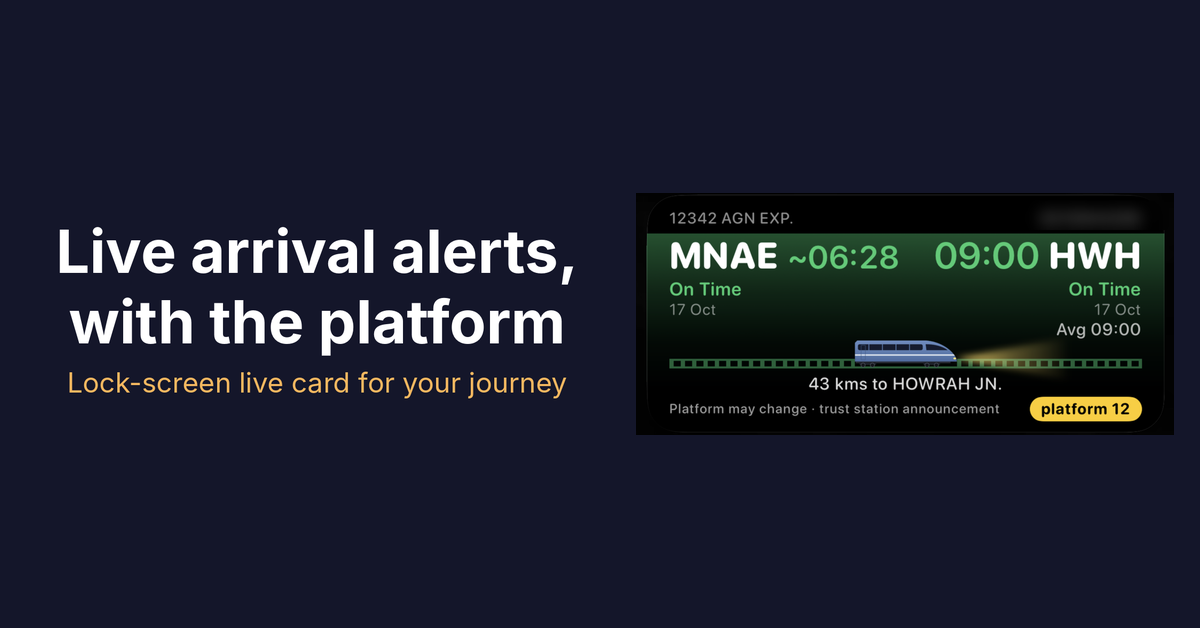 Live arrival alerts,
with the platform
Lock-screen live card for your journey
12342 AGN EXP.
MNAE ~06:28 09:00 HWH
On Time On Time
17 Oct 17 Oct
Avg 09:00
43 kms to HOWRAH JN.
Platform may change · trust station announcement platform 12